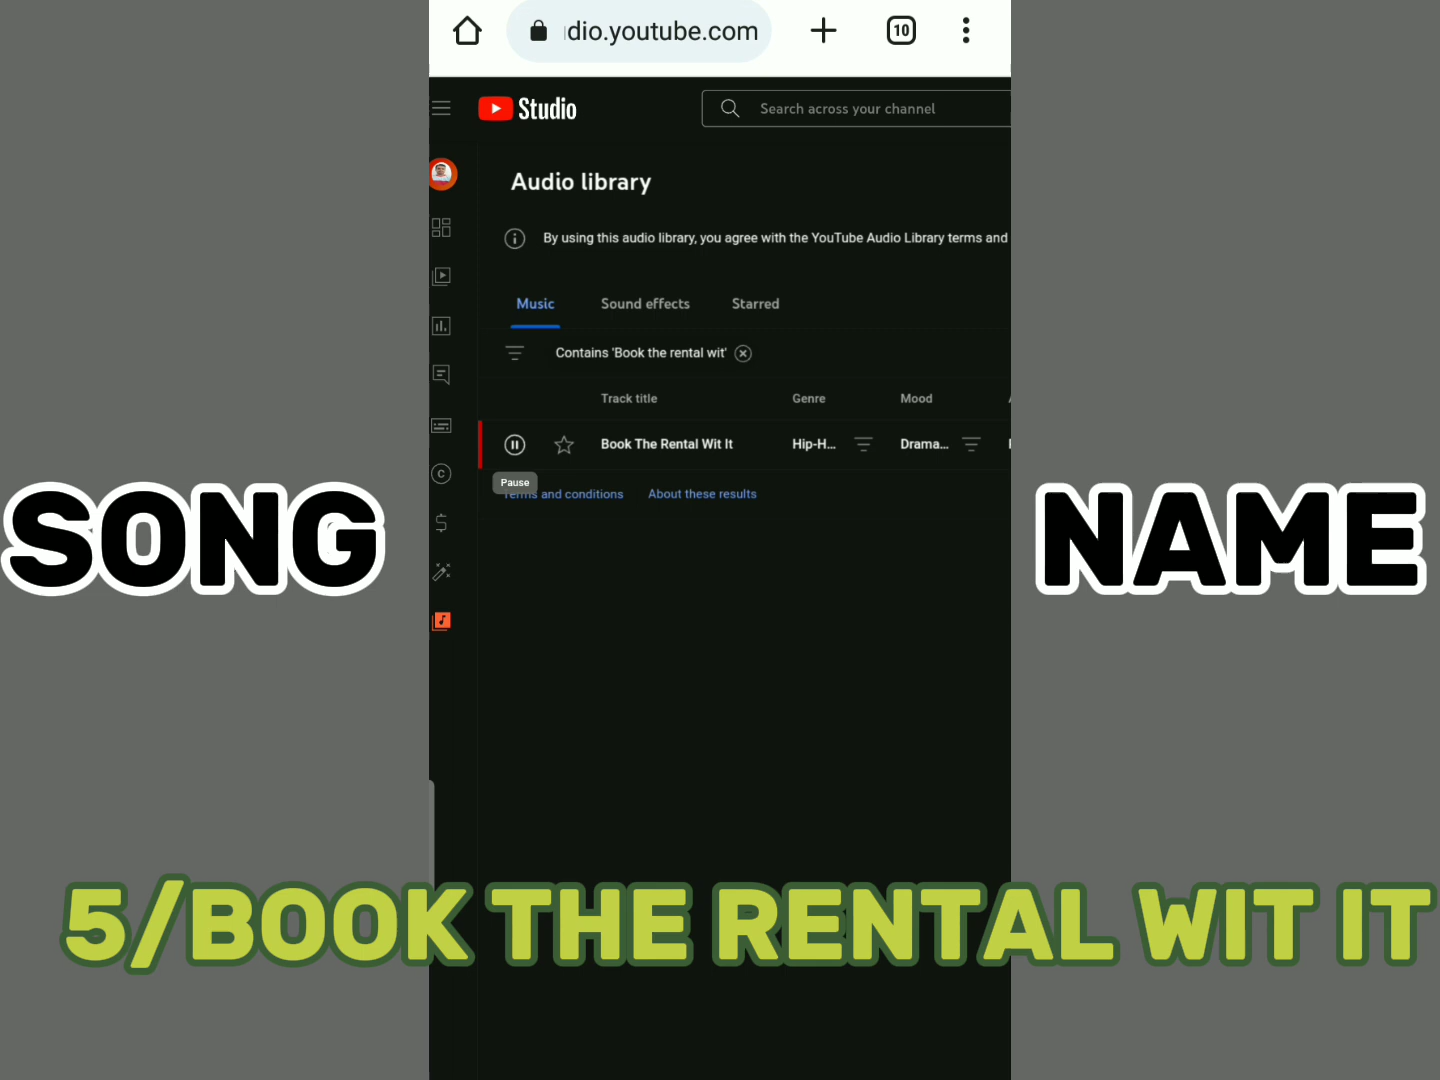 dio.youtube.com
10
Studio
Search across your channel
Audio library
By using this audio library, you agree with the YouTube Audio Library terms and
Music Sound effects Starred
Contains 'Book the rental wit'
Track title Genre Mood
Book The Rental Wit It Hip-H... Drama...
Pause
Terms and conditions About these results
SONG NAME
5/BOOK THE RENTAL WIT IT